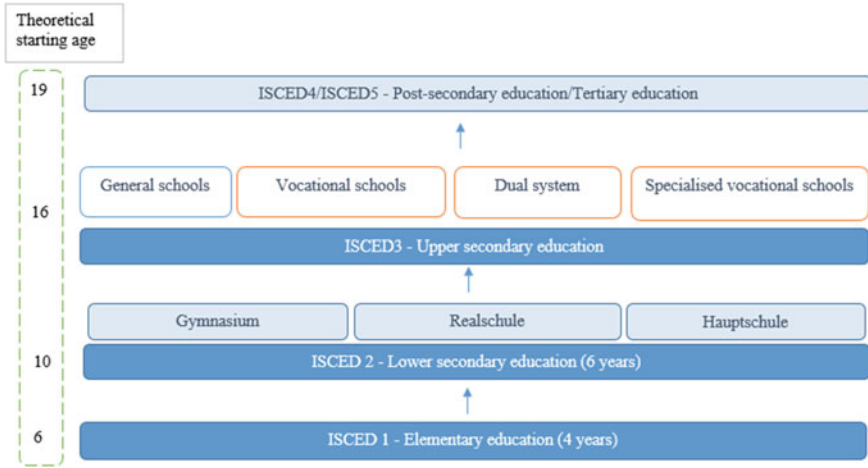 Theoretical
starting age
19
ISCED4/ISCED5 - Post-secondary education/Tertiary education
General schools
Vocational schools
Dual system
Specialised vocational schools
16
ISCED3 - Upper secondary education
Gymnasium
Realschule
Hauptschule
10
ISCED 2 - Lower secondary education (6 years)
6
ISCED 1 - Elementary education (4 years)